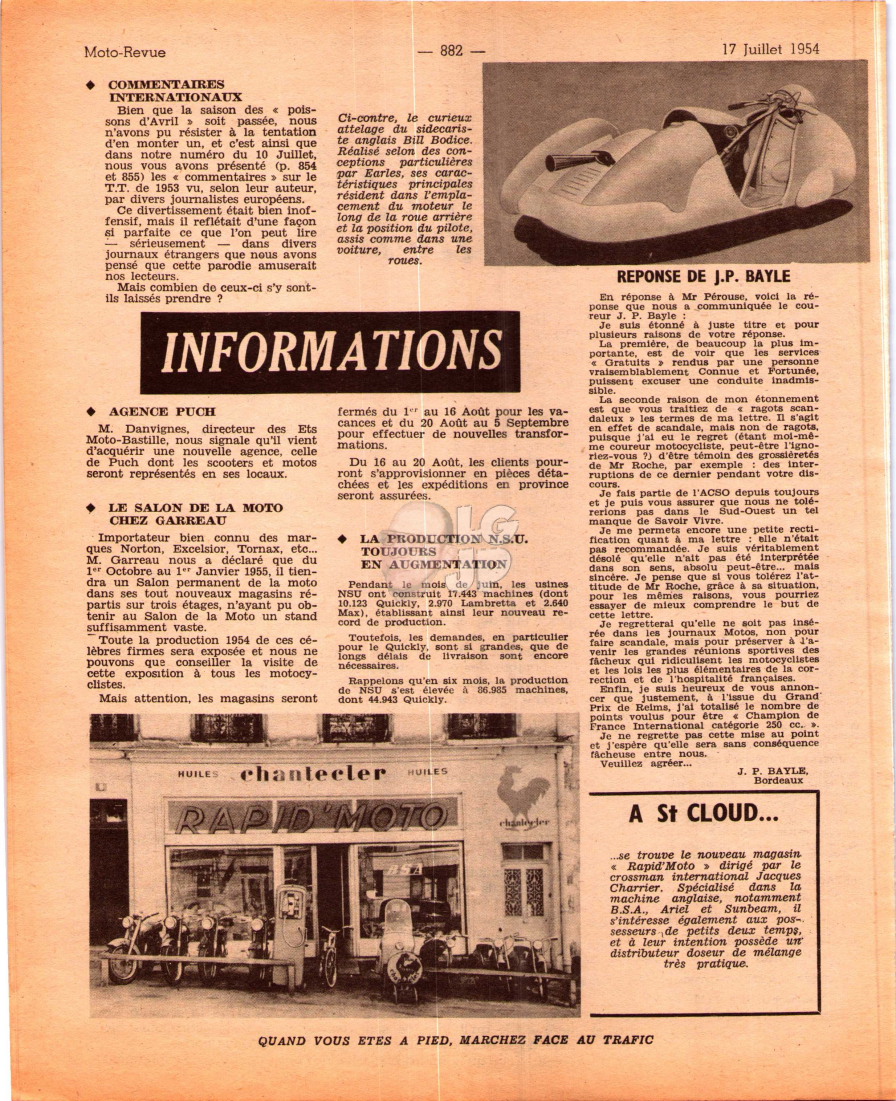 Moto-Revue
— 882 —
17 Juillet 1954
◆ COMMENTAIRES
INTERNATIONAUX
Bien que la saison des « pois-
sons d'Avril » soit passée, nous
n'avons pu résister à la tentation
d'en monter un, et c'est ainsi que
dans notre numéro du 10 Juillet,
nous vous avons présenté (p. 854
et 855) les « commentaires » sur le
T.T. de 1953 vu, selon leur auteur,
par divers journalistes européens.
Ce divertissement était bien inof-
fensif, mais il reflétait d'une façon
si parfaite ce que l'on peut lire
— sérieusement — dans divers
journaux étrangers que nous avons
pensé que cette parodie amuserait
nos lecteurs.
Mais combien de ceux-ci s'y sont-
ils laissés prendre ?
Ci-contre, le curieux
attelage du sidecaris-
te anglais Bill Bodice.
Réalisé selon des con-
ceptions particulières
par Earles, ses carac-
téristiques principales
résident dans l'empla-
cement du moteur le
long de la roue arrière
et la position du pilote,
assis comme dans une
voiture, entre les
roues.
INFORMATIONS
◆ AGENCE PUCH
M. Danvignes, directeur des Ets
Moto-Bastille, nous signale qu'il vient
d'acquérir une nouvelle agence, celle
de Puch dont les scooters et motos
seront représentés en ses locaux.
◆ LE SALON DE LA MOTO
CHEZ GARREAU
Importateur bien connu des mar-
ques Norton, Excelsior, Tornax, etc...
M. Garreau nous a déclaré que du
1er Octobre au 1er Janvier 1955, il tien-
dra un Salon permanent de la moto
dans ses tout nouveaux magasins ré-
partis sur trois étages, n'ayant pu ob-
tenir au Salon de la Moto un stand
suffisamment vaste.
Toute la production 1954 de ces cé-
lèbres firmes sera exposée et nous ne
pouvons que conseiller la visite de
cette exposition à tous les motocy-
clistes.
Mais attention, les magasins seront
fermés du 1er au 16 Août pour les va-
cances et du 20 Août au 5 Septembre
pour effectuer de nouvelles transfor-
mations.
Du 16 au 20 Août, les clients pour-
ront s'approvisionner en pièces déta-
chées et les expéditions en province
seront assurées.
◆ LA PRODUCTION N.S.U.
TOUJOURS
EN AUGMENTATION
Pendant le mois de juin, les usines
NSU ont construit 17.443 machines (dont
10.123 Quickly, 2.970 Lambretta et 2.640
Max), établissant ainsi leur nouveau re-
cord de production.
Toutefois, les demandes, en particulier
pour le Quickly, sont si grandes, que de
longs délais de livraison sont encore
nécessaires.
Rappelons qu'en six mois, la production
de NSU s'est élevée à 86.985 machines,
dont 44.943 Quickly.
REPONSE DE J.P. BAYLE
En réponse à Mr Pérouse, voici la ré-
ponse que nous a communiquée le cou-
reur J. P. Bayle :
Je suis étonné à juste titre et pour
plusieurs raisons de votre réponse.
La première, de beaucoup la plus im-
portante, est de voir que les services
« Gratuits » rendus par une personne
vraisemblablement Connue et Fortunée,
puissent excuser une conduite inadmis-
sible.
La seconde raison de mon étonnement
est que vous traitiez de « ragots scan-
daleux » les termes de ma lettre. Il s'agit
en effet de scandale, mais non de ragots,
puisque j'ai eu le regret (étant moi-mê-
me coureur motocycliste, peut-être l'igno-
riez-vous ?) d'être témoin des grossièretés
de Mr Roche, par exemple : des inter-
ruptions de ce dernier pendant votre dis-
cours.
Je fais partie de l'ACSO depuis toujours
et je puis vous assurer que nous ne tolé-
rerions pas dans le Sud-Ouest un tel
manque de Savoir Vivre.
Je me permets encore une petite recti-
fication quant à ma lettre : elle n'était
pas recommandée. Je suis véritablement
désolé qu'elle n'ait pas été interprétée
dans son sens, absolu peut-être... mais
sincère. Je pense que si vous tolérez l'at-
titude de Mr Roche, grâce à sa situation,
pour les mêmes raisons, vous pourriez
essayer de mieux comprendre le but de
cette lettre.
Je regretterai qu'elle ne soit pas insé-
rée dans les journaux Motos, non pour
faire scandale, mais pour préserver à l'a-
venir les grandes réunions sportives des
fâcheux qui ridiculisent les motocyclistes
et les lois les plus élémentaires de la cor-
rection et de l'hospitalité françaises.
Enfin, je suis heureux de vous annon-
cer que justement, à l'issue du Grand
Prix de Reims, j'ai totalisé le nombre de
points voulus pour être « Champion de
France International catégorie 250 cc. ».
Je ne regrette pas cette mise au point
et j'espère qu'elle sera sans conséquence
fâcheuse entre nous.
Veuillez agréer...
J. P. BAYLE,
Bordeaux
HUILES chantecler HUILES
RAPID'MOTO
chantecler
BSA
A St CLOUD...
...se trouve le nouveau magasin
« Rapid'Moto » dirigé par le
crossman international Jacques
Charrier. Spécialisé dans la
machine anglaise, notamment
B.S.A., Ariel et Sunbeam, il
s'intéresse également aux pos-
sesseurs de petits deux temps,
et à leur intention possède un
distributeur doseur de mélange
très pratique.
QUAND VOUS ETES A PIED, MARCHEZ FACE AU TRAFIC